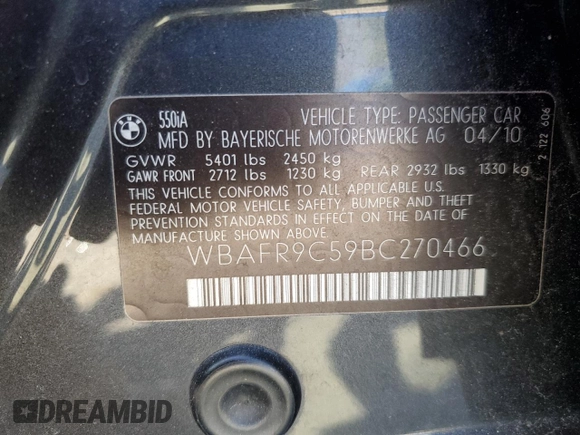 BMW
550iA
VEHICLE TYPE: PASSENGER CAR
MFD BY BAYERISCHE MOTORENWERKE AG 04/10
GVWR 5401 lbs 2450 kg
GAWR FRONT 2712 lbs 1230 kg REAR 2932 lbs 1330 kg
THIS VEHICLE CONFORMS TO ALL APPLICABLE U.S.
FEDERAL MOTOR VEHICLE SAFETY, BUMPER AND THEFT
PREVENTION STANDARDS IN EFFECT ON THE DATE OF
MANUFACTURE SHOWN ABOVE.
WBAFR9C59BC270466
2 122 606
DREAMBID